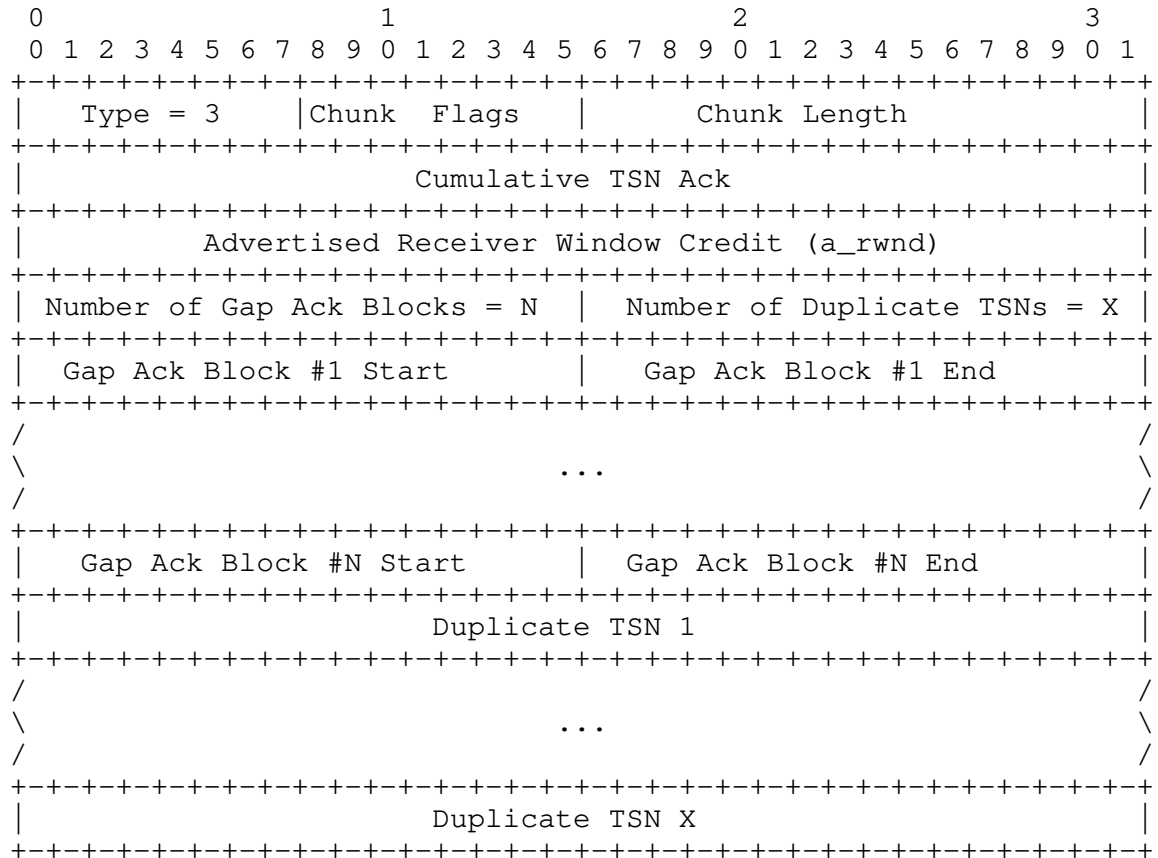 0                   1                   2                   3
 0 1 2 3 4 5 6 7 8 9 0 1 2 3 4 5 6 7 8 9 0 1 2 3 4 5 6 7 8 9 0 1
+-+-+-+-+-+-+-+-+-+-+-+-+-+-+-+-+-+-+-+-+-+-+-+-+-+-+-+-+-+-+-+-+
|   Type = 3    |Chunk  Flags   |      Chunk Length             |
+-+-+-+-+-+-+-+-+-+-+-+-+-+-+-+-+-+-+-+-+-+-+-+-+-+-+-+-+-+-+-+-+
|                      Cumulative TSN Ack                       |
+-+-+-+-+-+-+-+-+-+-+-+-+-+-+-+-+-+-+-+-+-+-+-+-+-+-+-+-+-+-+-+-+
|          Advertised Receiver Window Credit (a_rwnd)           |
+-+-+-+-+-+-+-+-+-+-+-+-+-+-+-+-+-+-+-+-+-+-+-+-+-+-+-+-+-+-+-+-+
| Number of Gap Ack Blocks = N  |  Number of Duplicate TSNs = X |
+-+-+-+-+-+-+-+-+-+-+-+-+-+-+-+-+-+-+-+-+-+-+-+-+-+-+-+-+-+-+-+-+
|  Gap Ack Block #1 Start       |   Gap Ack Block #1 End        |
+-+-+-+-+-+-+-+-+-+-+-+-+-+-+-+-+-+-+-+-+-+-+-+-+-+-+-+-+-+-+-+-+
/                                                               /
\                              ...                              \
/                                                               /
+-+-+-+-+-+-+-+-+-+-+-+-+-+-+-+-+-+-+-+-+-+-+-+-+-+-+-+-+-+-+-+-+
|   Gap Ack Block #N Start      |  Gap Ack Block #N End         |
+-+-+-+-+-+-+-+-+-+-+-+-+-+-+-+-+-+-+-+-+-+-+-+-+-+-+-+-+-+-+-+-+
|                       Duplicate TSN 1                         |
+-+-+-+-+-+-+-+-+-+-+-+-+-+-+-+-+-+-+-+-+-+-+-+-+-+-+-+-+-+-+-+-+
/                                                               /
\                              ...                              \
/                                                               /
+-+-+-+-+-+-+-+-+-+-+-+-+-+-+-+-+-+-+-+-+-+-+-+-+-+-+-+-+-+-+-+-+
|                       Duplicate TSN X                         |
+-+-+-+-+-+-+-+-+-+-+-+-+-+-+-+-+-+-+-+-+-+-+-+-+-+-+-+-+-+-+-+-+